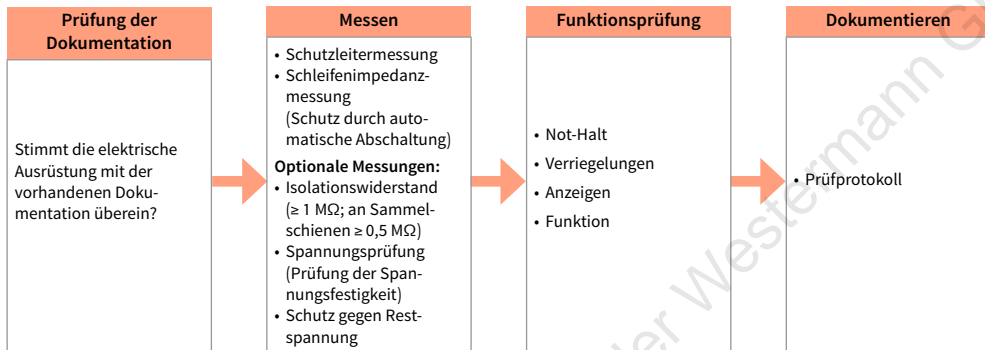 Prüfung der
Dokumentation
Stimmt die elektrische
Ausrüstung mit der
vorhandenen Doku-
mentation überein?
Messen
• Schutzleitermessung
• Schleifenimpedanz-
messung
(Schutz durch auto-
matische Abschaltung)
Optionale Messungen:
• Isolationswiderstand
(≥ 1 MΩ; an Sammel-
schienen ≥ 0,5 MΩ)
• Spannungsprüfung
(Prüfung der Span-
nungsfestigkeit)
• Schutz gegen Rest-
spannung
Funktionsprüfung
• Not-Halt
• Verriegelungen
• Anzeigen
• Funktion
Dokumentieren
• Prüfprotokoll
der Westermann G